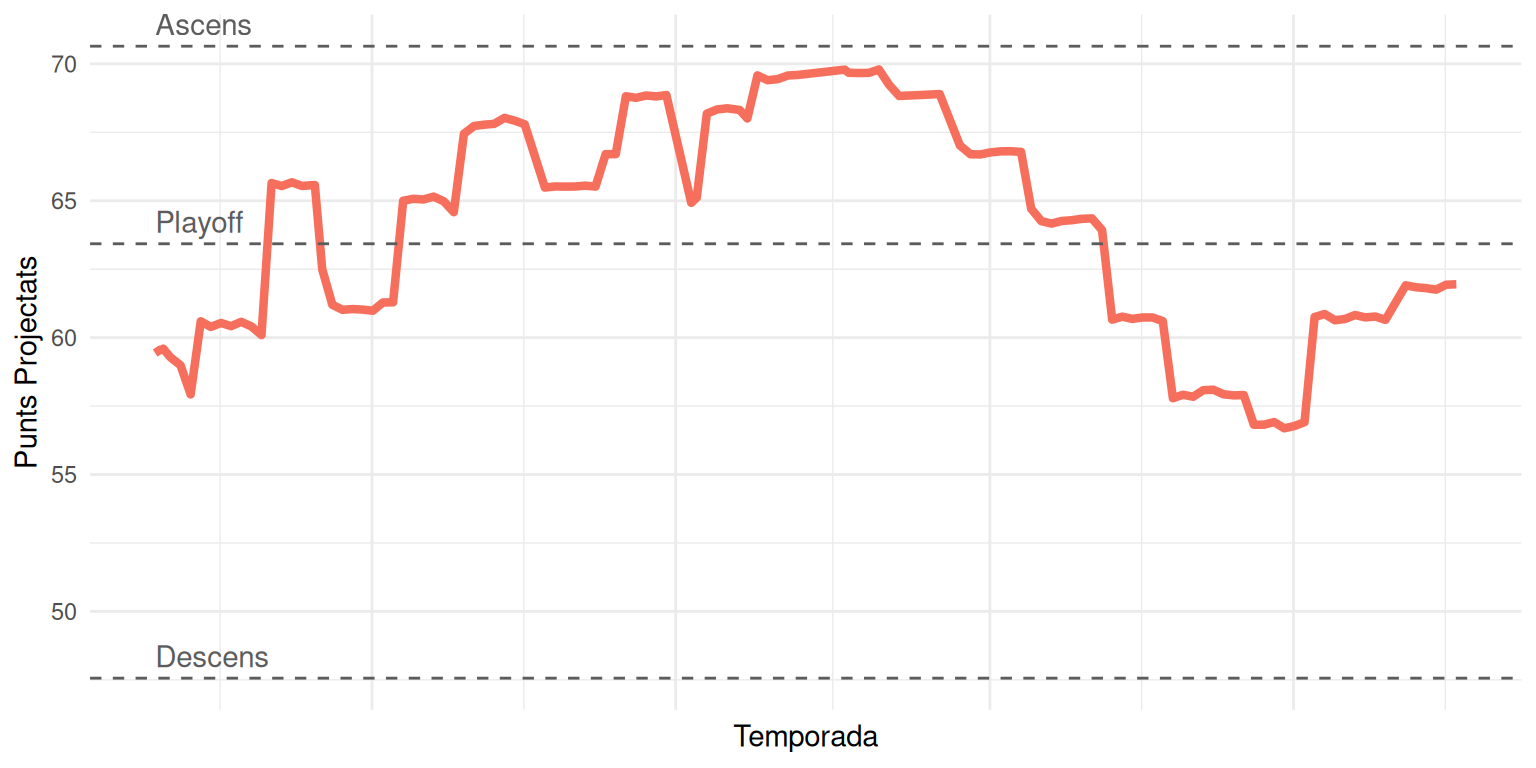 Ascens
70
65
Playoff
60
55
50
Descens
Punts Projectats
Temporada